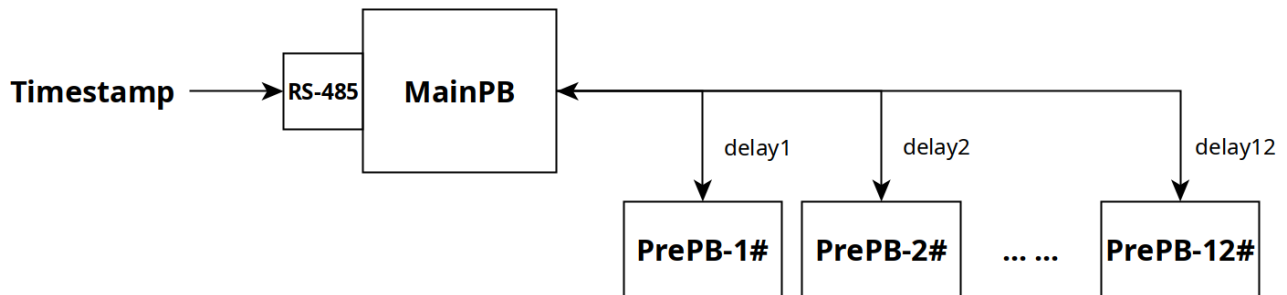 Timestamp
RS-485
MainPB
delay1
delay2
delay12
PrePB-1#
PrePB-2#
... ...
PrePB-12#